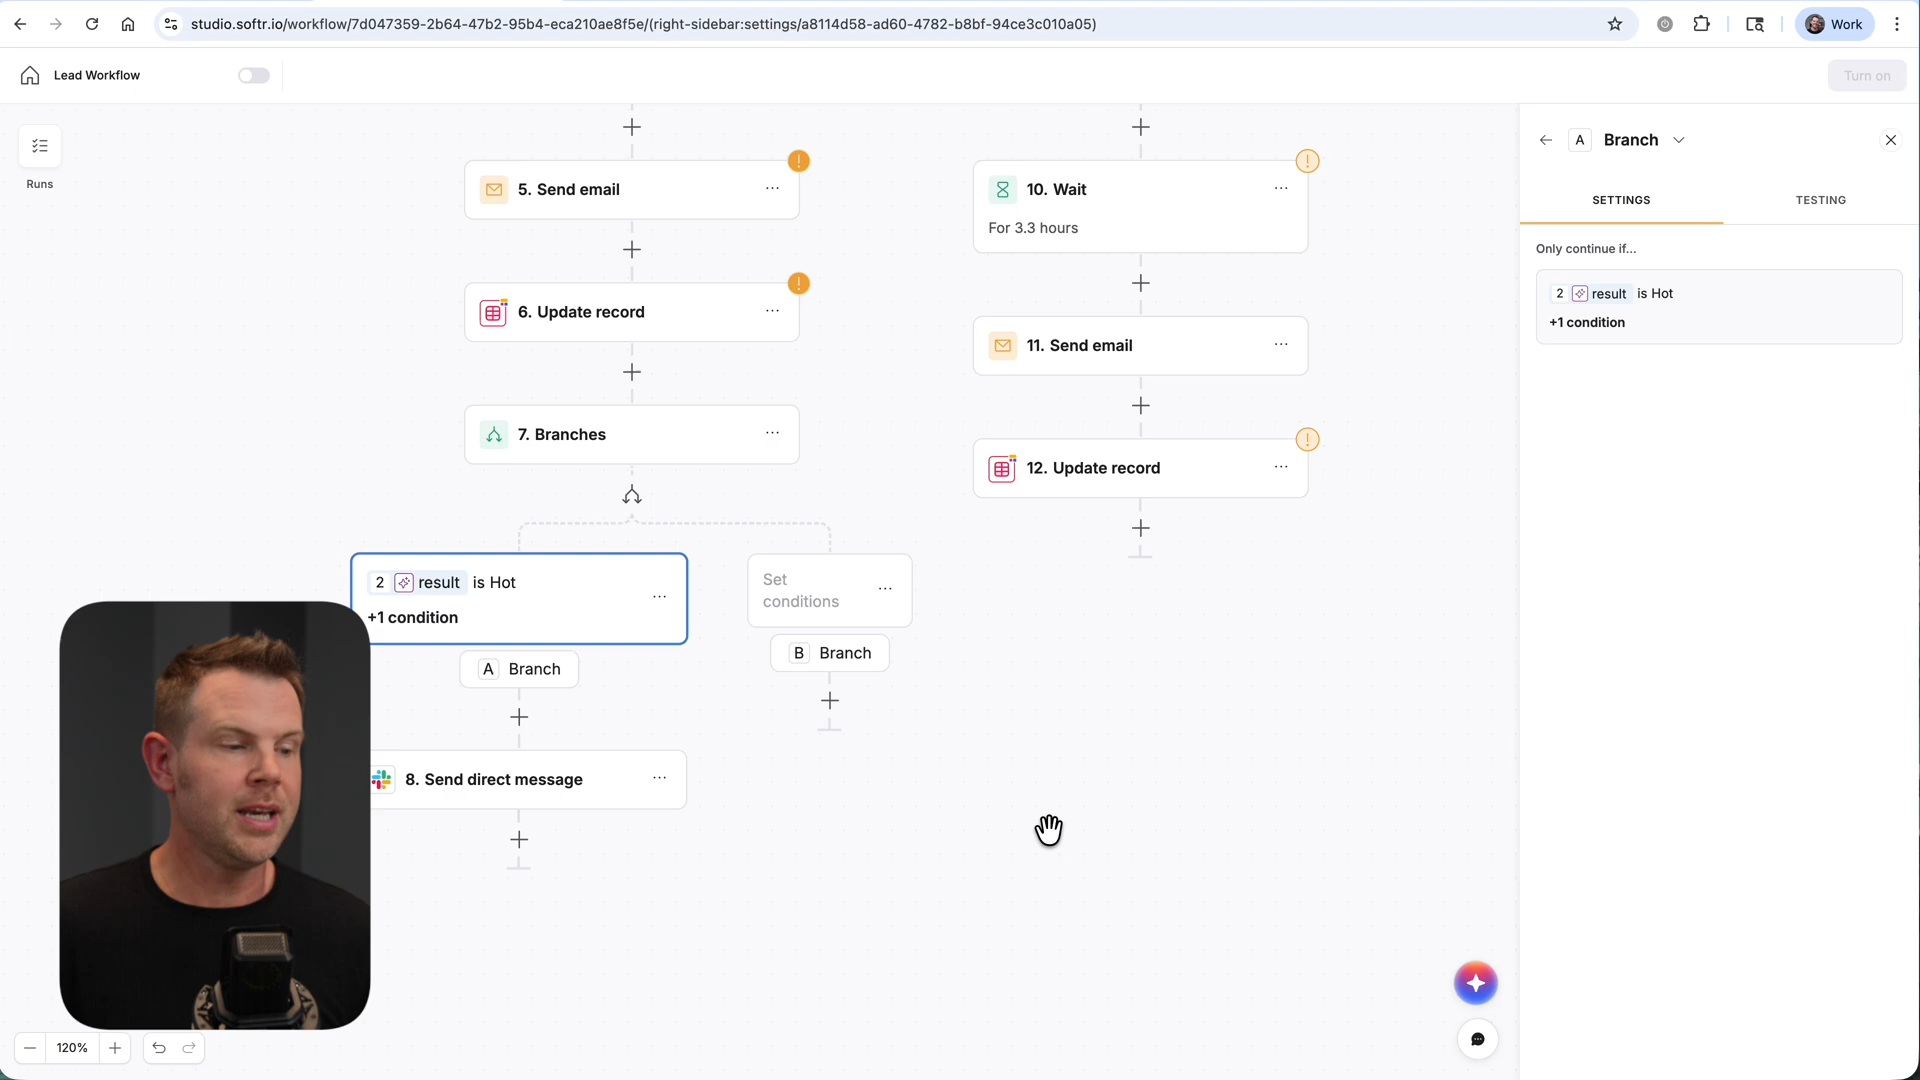 studio.softr.io/workflow/7d047359-2b64-47b2-95b4-eca210ae8f5e/(right-sidebar:settings/a8114d58-ad60-4782-b8bf-94ce3c010a05)
Work
Lead Workflow
Turn on
Runs
5. Send email
!
6. Update record
!
7. Branches
2 result is Hot
+1 condition
A Branch
8. Send direct message
Set
conditions
B Branch
10. Wait
!
For 3.3 hours
11. Send email
12. Update record
!
A Branch
SETTINGS
TESTING
Only continue if...
2 result is Hot
+1 condition
120%